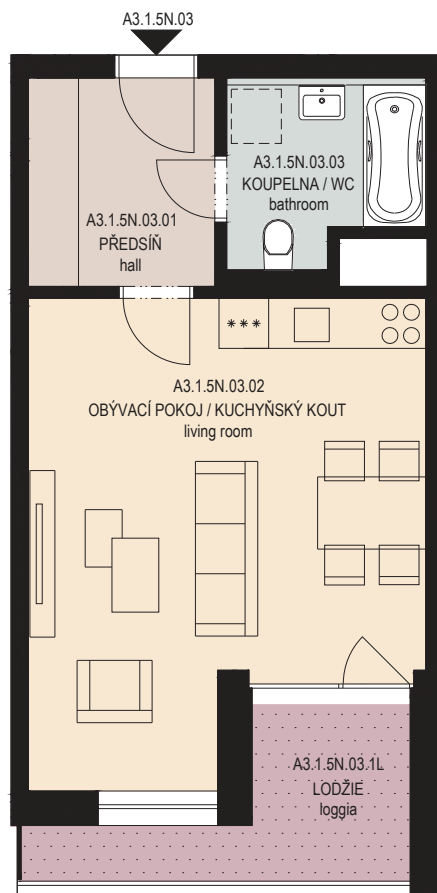 A3.1.5N.03
A3.1.5N.03.03
KOUPELNA / WC
bathroom
A3.1.5N.03.01
PŘEDSÍŇ
hall
***
A3.1.5N.03.02
OBÝVACÍ POKOJ / KUCHYŇSKÝ KOUT
living room
A3.1.5N.03.1L
LODŽIE
loggia